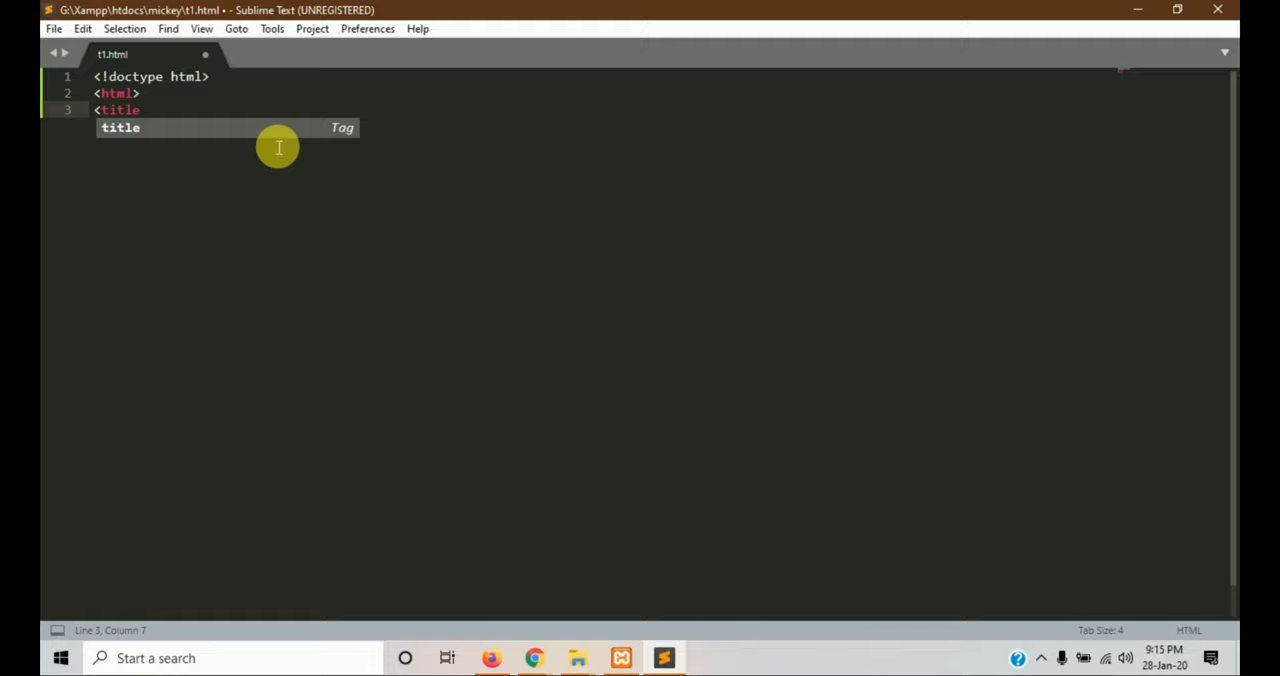 G:\Xampp\htdocs\mickey\t1.html • - Sublime Text (UNREGISTERED)
File Edit Selection Find View Goto Tools Project Preferences Help
t1.html
1 <!doctype html>
2 <html>
3 <title
title Tag
Line 3, Column 7 Tab Size: 4 HTML
Start a search
9:15 PM
28-Jan-20